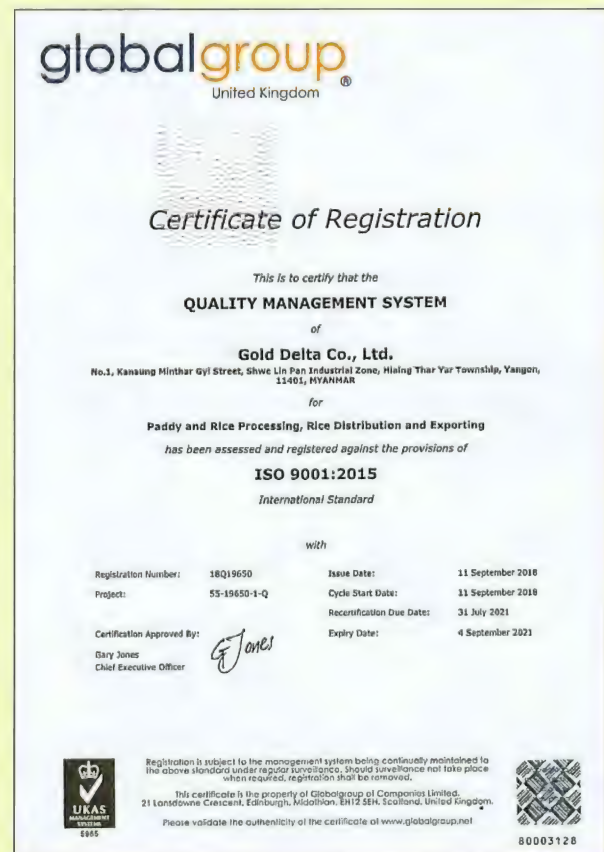 globalgroup®
United Kingdom
Certificate of Registration
This is to certify that the
QUALITY MANAGEMENT SYSTEM
of
Gold Delta Co., Ltd.
No.1, Kanaung Minthar Gyi Street, Shwe Lin Pan Industrial Zone, Hlaing Thar Yar Township, Yangon,
11401, MYANMAR
for
Paddy and Rice Processing, Rice Distribution and Exporting
has been assessed and registered against the provisions of
ISO 9001:2015
International Standard
with
Registration Number: 18Q19650 Issue Date: 11 September 2018
Project: 55-19650-1-Q Cycle Start Date: 11 September 2018
Recertification Due Date: 31 July 2021
Certification Approved By: Expiry Date: 4 September 2021
Gary Jones
Chief Executive Officer
G Jones
Registration is subject to the management system being continually maintained to
the above standard under regular surveillance. Should surveillance not take place
when required, registration shall be removed.
This certificate is the property of Globalgroup of Companies Limited.
21 Lansdowne Crescent, Edinburgh, Midlothian, EH12 5EH, Scotland, United Kingdom.
Please validate the authenticity of the certificate at www.globalgroup.net
UKAS
MANAGEMENT
SYSTEMS
5965
80003128